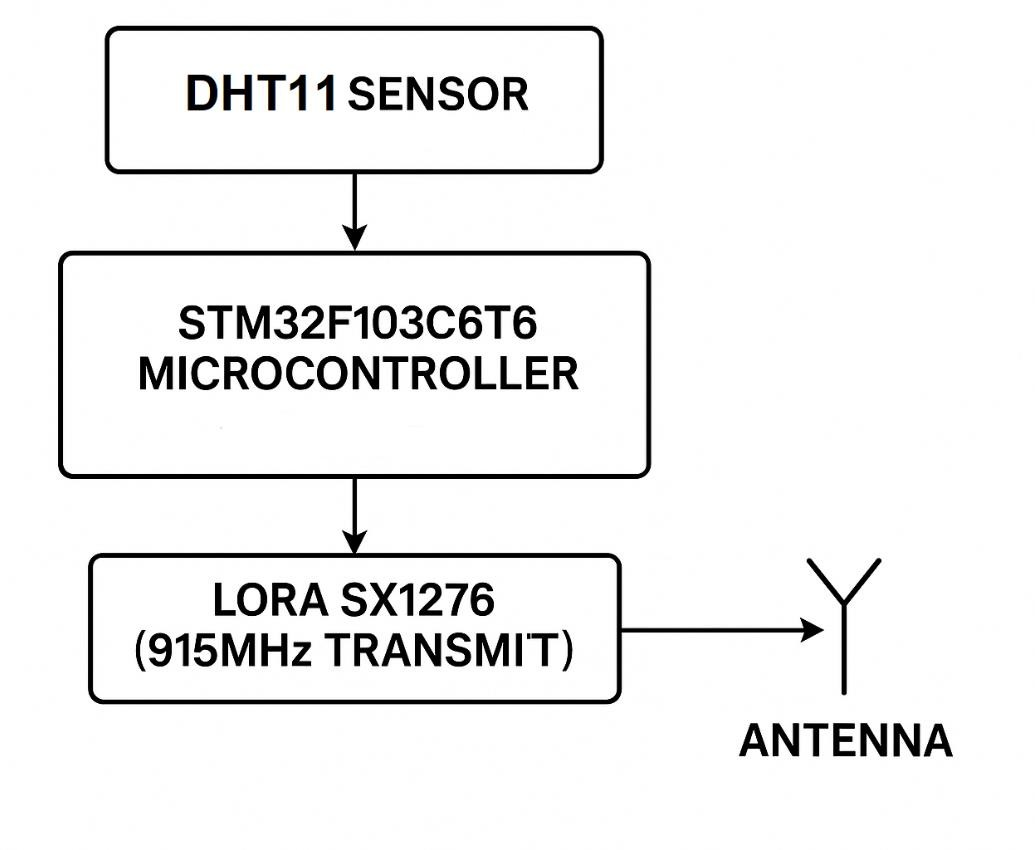 DHT11 SENSOR
STM32F103C6T6
MICROCONTROLLER
LORA SX1276
(915MHz TRANSMIT)
ANTENNA